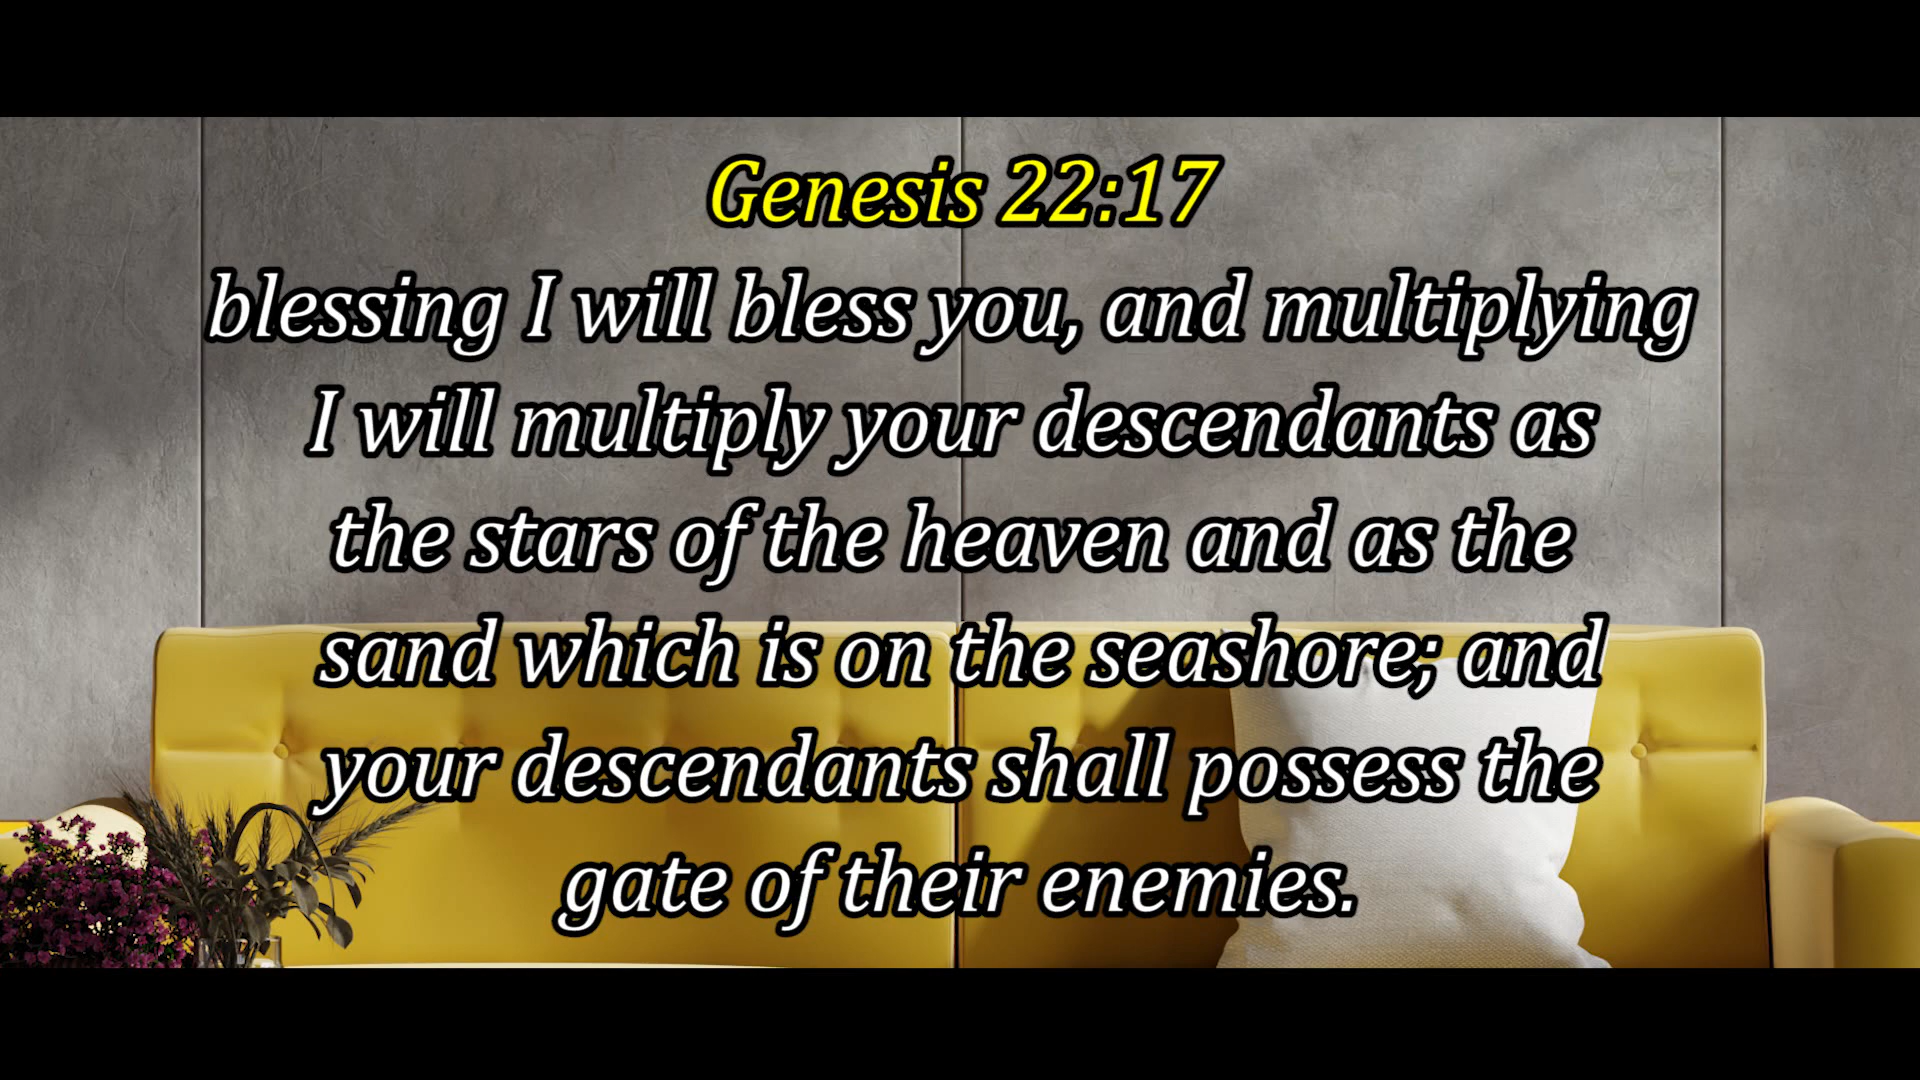 Genesis 22:17
blessing I will bless you, and multiplying
I will multiply your descendants as
the stars of the heaven and as the
sand which is on the seashore; and
your descendants shall possess the
gate of their enemies.